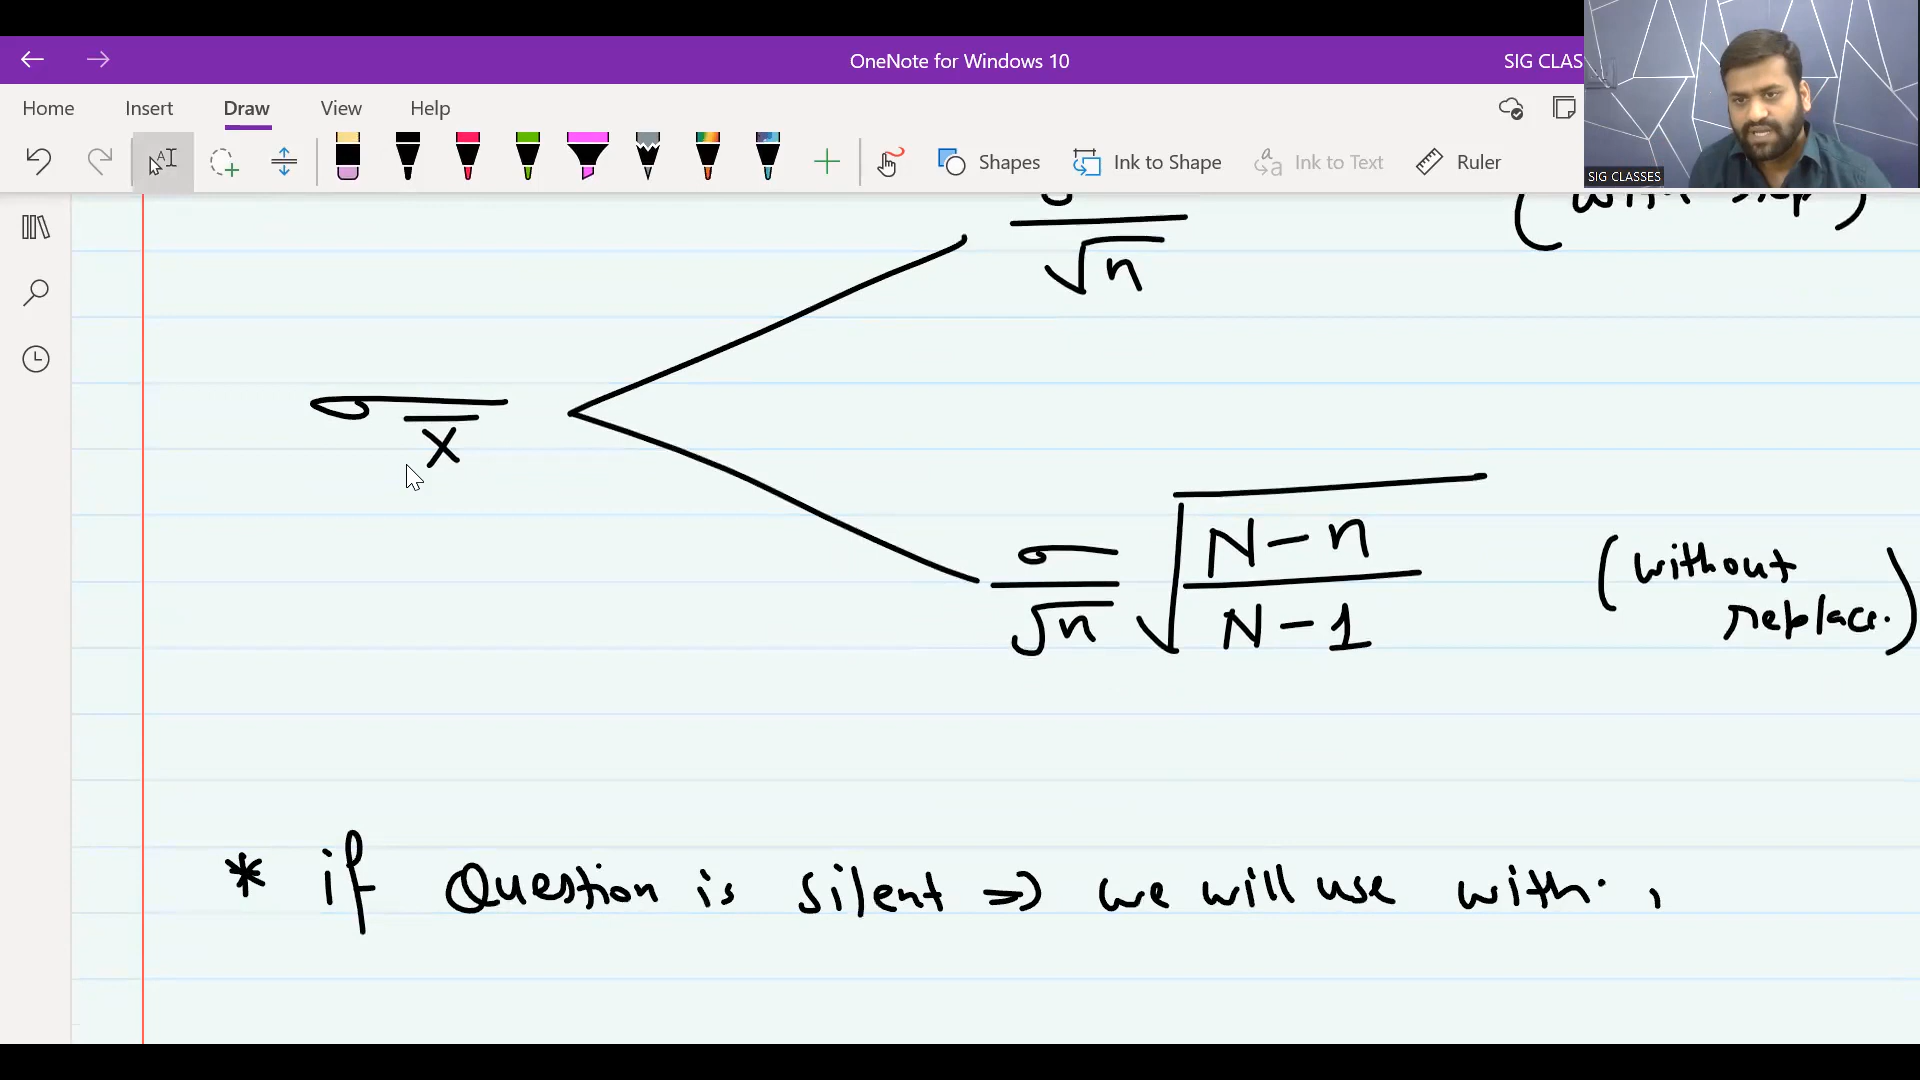 OneNote for Windows 10
SIG CLAS
Home Insert Draw View Help
Shapes Ink to Shape Ink to Text Ruler
SIG CLASSES
σ
√n
σ x̄
σ/√n √(N-n / N-1) (without replace.)
* if Question is silent => we will use with. ,